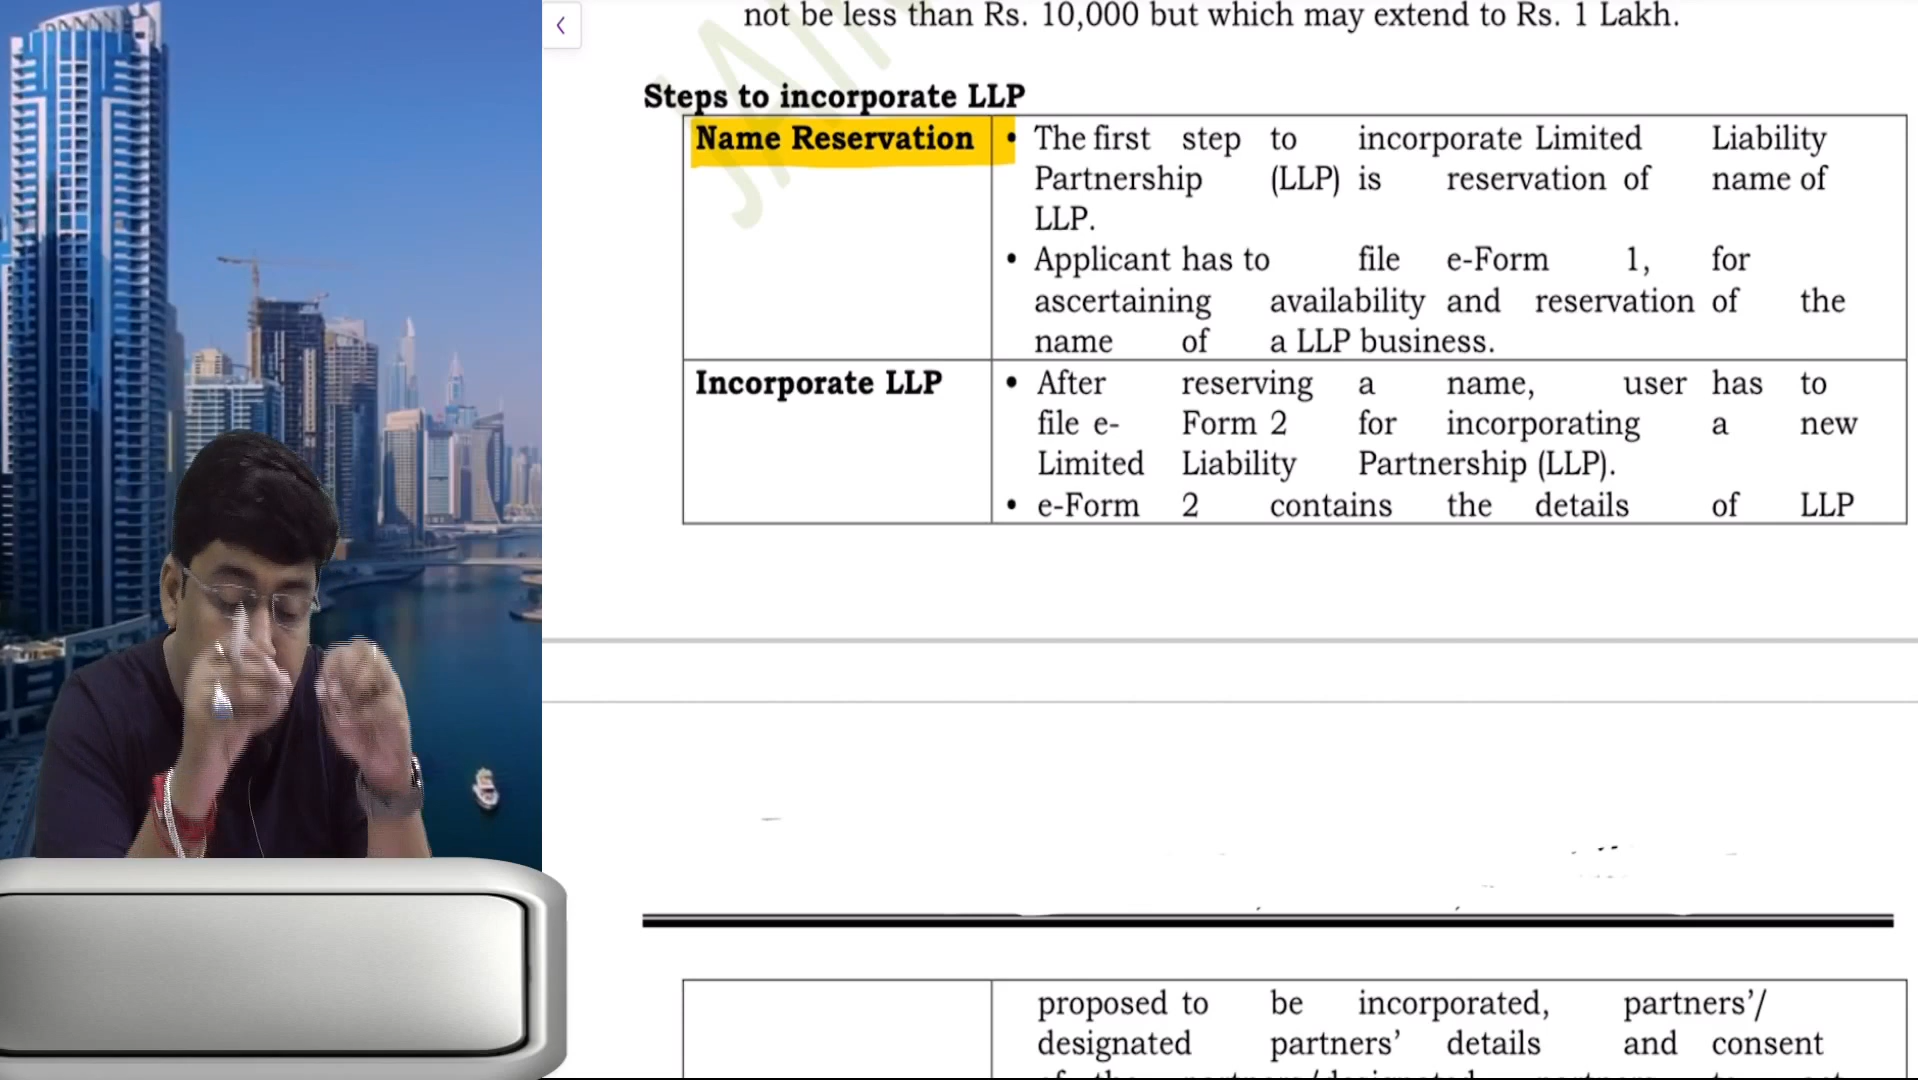 not be less than Rs. 10,000 but which may extend to Rs. 1 Lakh.
Steps to incorporate LLP
Name Reservation
• The first step to incorporate Limited Liability
Partnership (LLP) is reservation of name of
LLP.
• Applicant has to file e-Form 1, for
ascertaining availability and reservation of the
name of a LLP business.
Incorporate LLP
• After reserving a name, user has to
file e- Form 2 for incorporating a new
Limited Liability Partnership (LLP).
• e-Form 2 contains the details of LLP
proposed to be incorporated, partners’/
designated partners’ details and consent